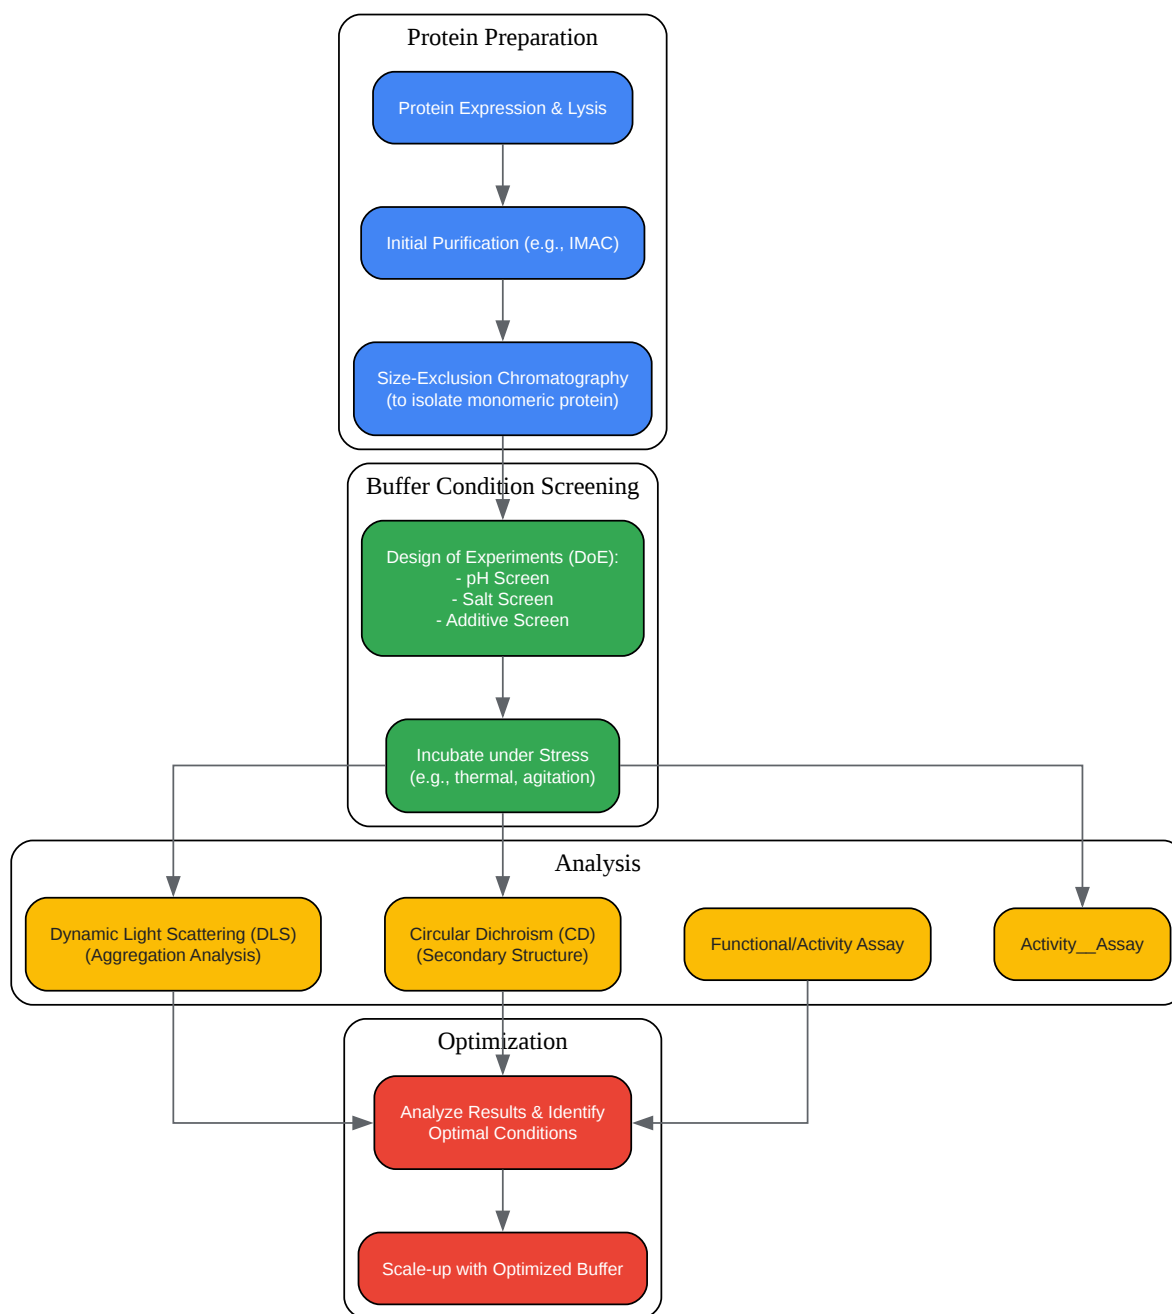 Protein Preparation
Protein Expression & Lysis
Initial Purification (e.g., IMAC)
Size-Exclusion Chromatography
(to isolate monomeric protein)
Buffer Condition Screening
Design of Experiments (DoE):
- pH Screen
- Salt Screen
- Additive Screen
Incubate under Stress
(e.g., thermal, agitation)
Analysis
Dynamic Light Scattering (DLS)
(Aggregation Analysis)
Circular Dichroism (CD)
(Secondary Structure)
Functional/Activity Assay
Activity__Assay
Optimization
Analyze Results & Identify
Optimal Conditions
Scale-up with Optimized Buffer